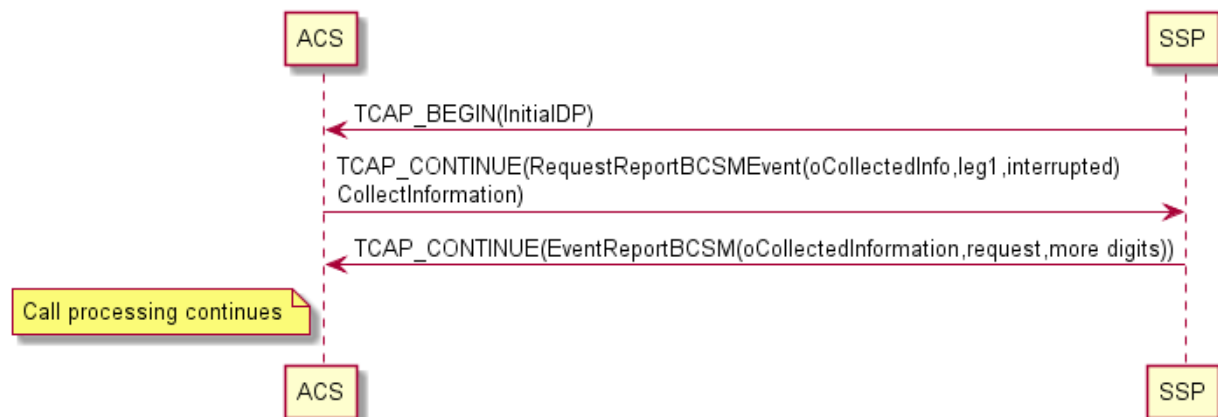 ACS
SSP
TCAP_BEGIN(InitialDP)
TCAP_CONTINUE(RequestReportBCSMEvent(oCollectedInfo,leg1,interrupted)
CollectInformation)
TCAP_CONTINUE(EventReportBCSM(oCollectedInformation,request,more digits))
Call processing continues
ACS
SSP